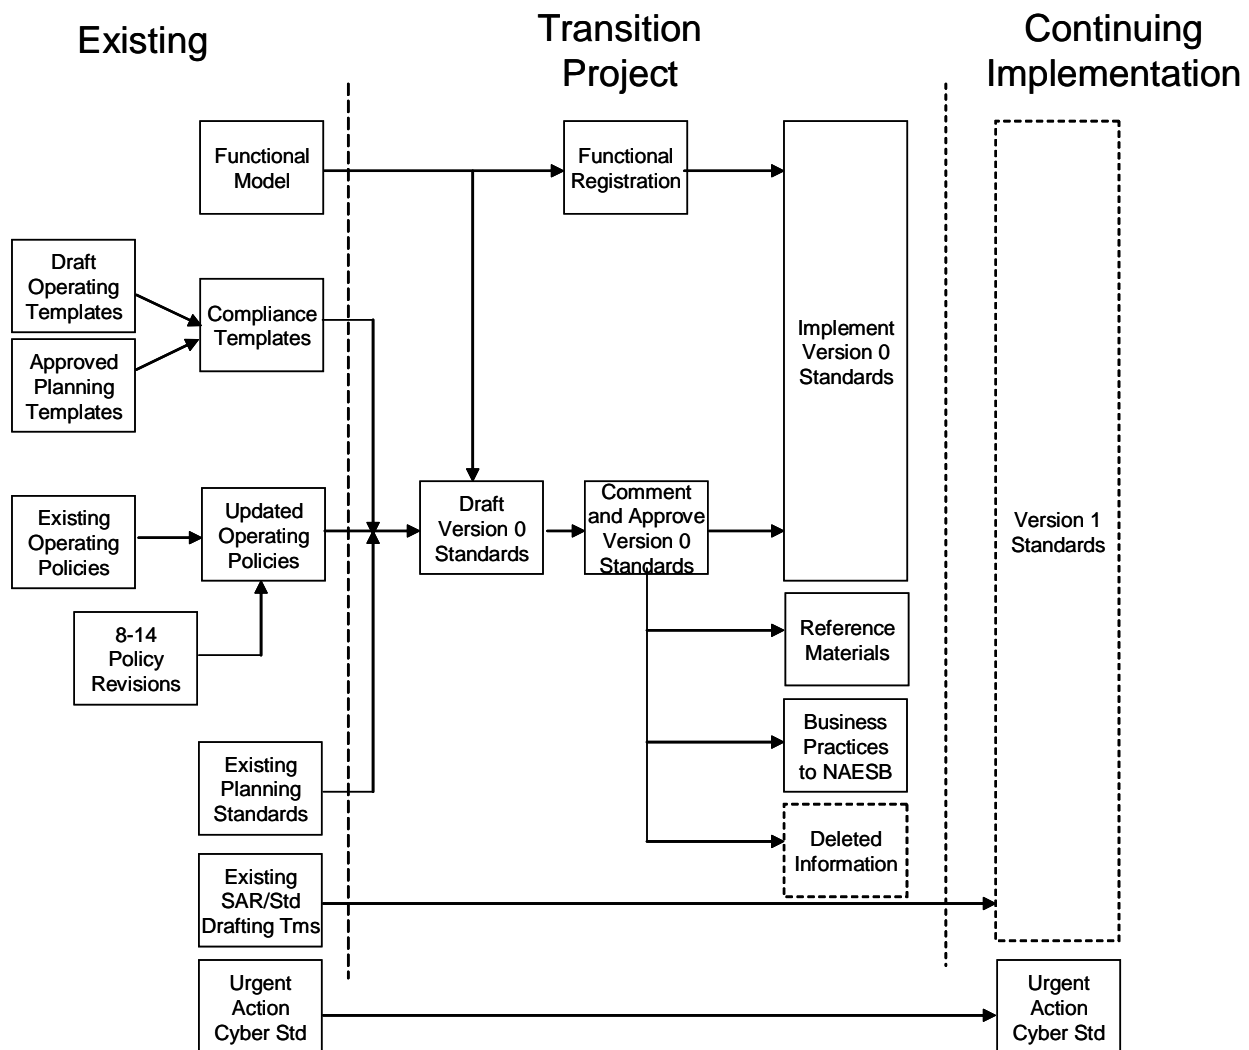 Existing
Transition
Project
Continuing
Implementation
Functional
Model
Functional
Registration
Draft
Operating
Templates
Compliance
Templates
Approved
Planning
Templates
Implement
Version 0
Standards
Existing
Operating
Policies
Updated
Operating
Policies
Draft
Version 0
Standards
Comment
and Approve
Version 0
Standards
Version 1
Standards
8-14
Policy
Revisions
Reference
Materials
Business
Practices
to NAESB
Existing
Planning
Standards
Deleted
Information
Existing
SAR/Std
Drafting Tms
Urgent
Action
Cyber Std
Urgent
Action
Cyber Std